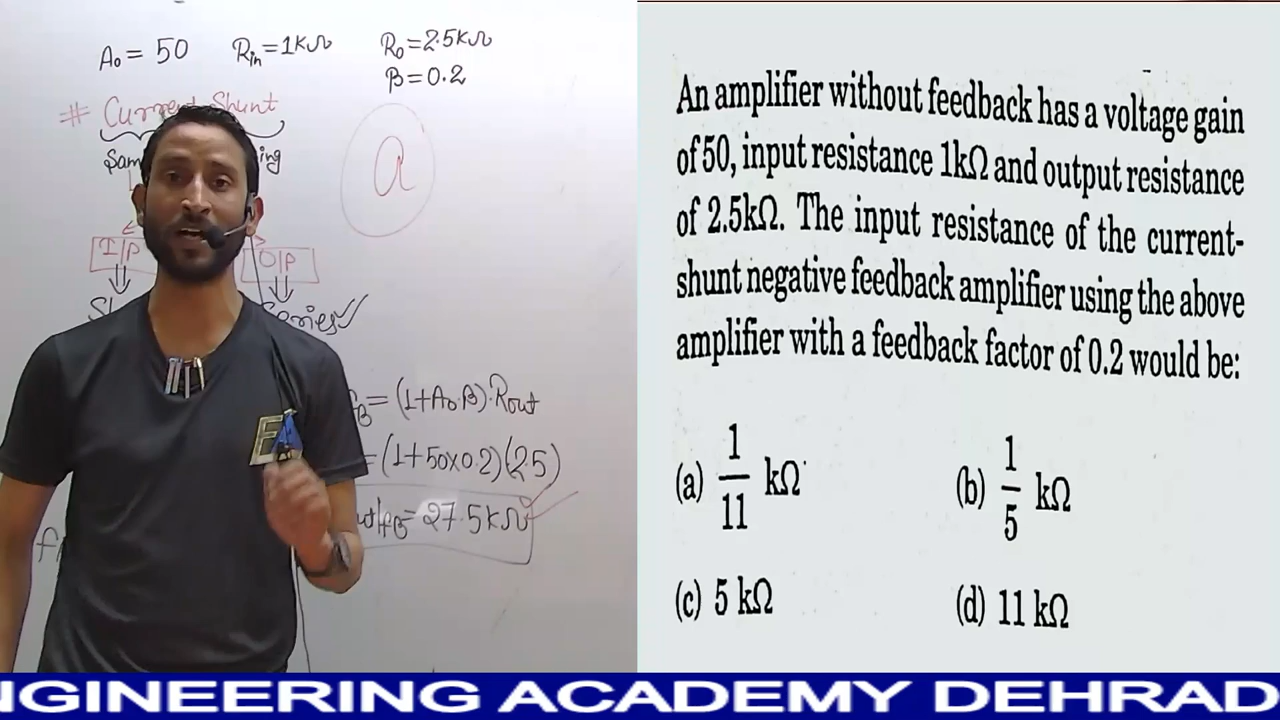 A₀ = 50 Rin = 1kΩ R₀ = 2.5kΩ
β = 0.2
# Current Shunt
a
I/P O/P
Series ✓
= (1+A₀.β).Rout
= (1+50x0.2)(2.5)
= 27.5kΩ
An amplifier without feedback has a voltage gain
of 50, input resistance 1kΩ and output resistance
of 2.5kΩ. The input resistance of the current-
shunt negative feedback amplifier using the above
amplifier with a feedback factor of 0.2 would be:
(a) 1/11 kΩ (b) 1/5 kΩ
(c) 5 kΩ (d) 11 kΩ
NGINEERING ACADEMY DEHRAD